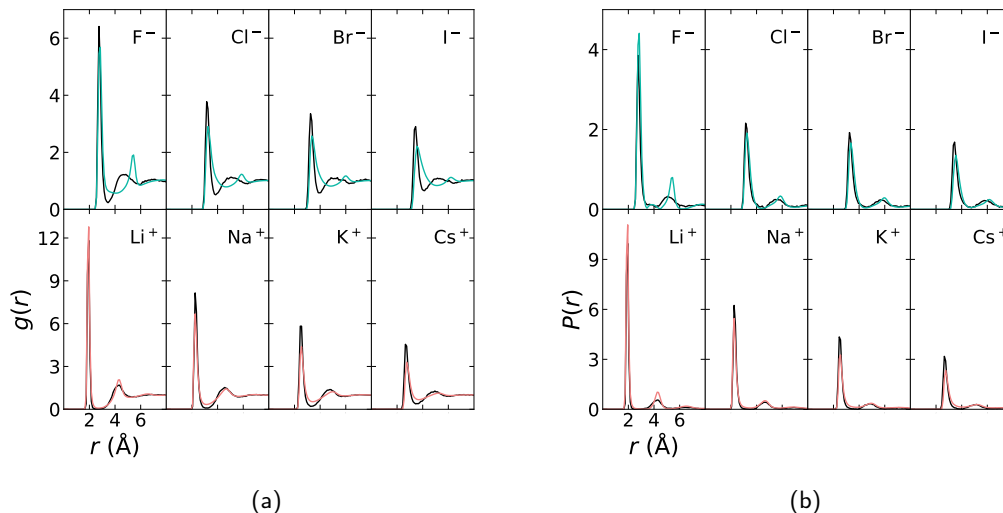 F⁻ Cl⁻ Br⁻ I⁻
6
4
2
0
Li⁺ Na⁺ K⁺ Cs⁺
12
9
6
3
0
g(r)
2 4 6
r (Å)
(a)
F⁻ Cl⁻ Br⁻ I⁻
4
2
0
Li⁺ Na⁺ K⁺ Cs⁺
9
6
3
0
P(r)
2 4 6
r (Å)
(b)